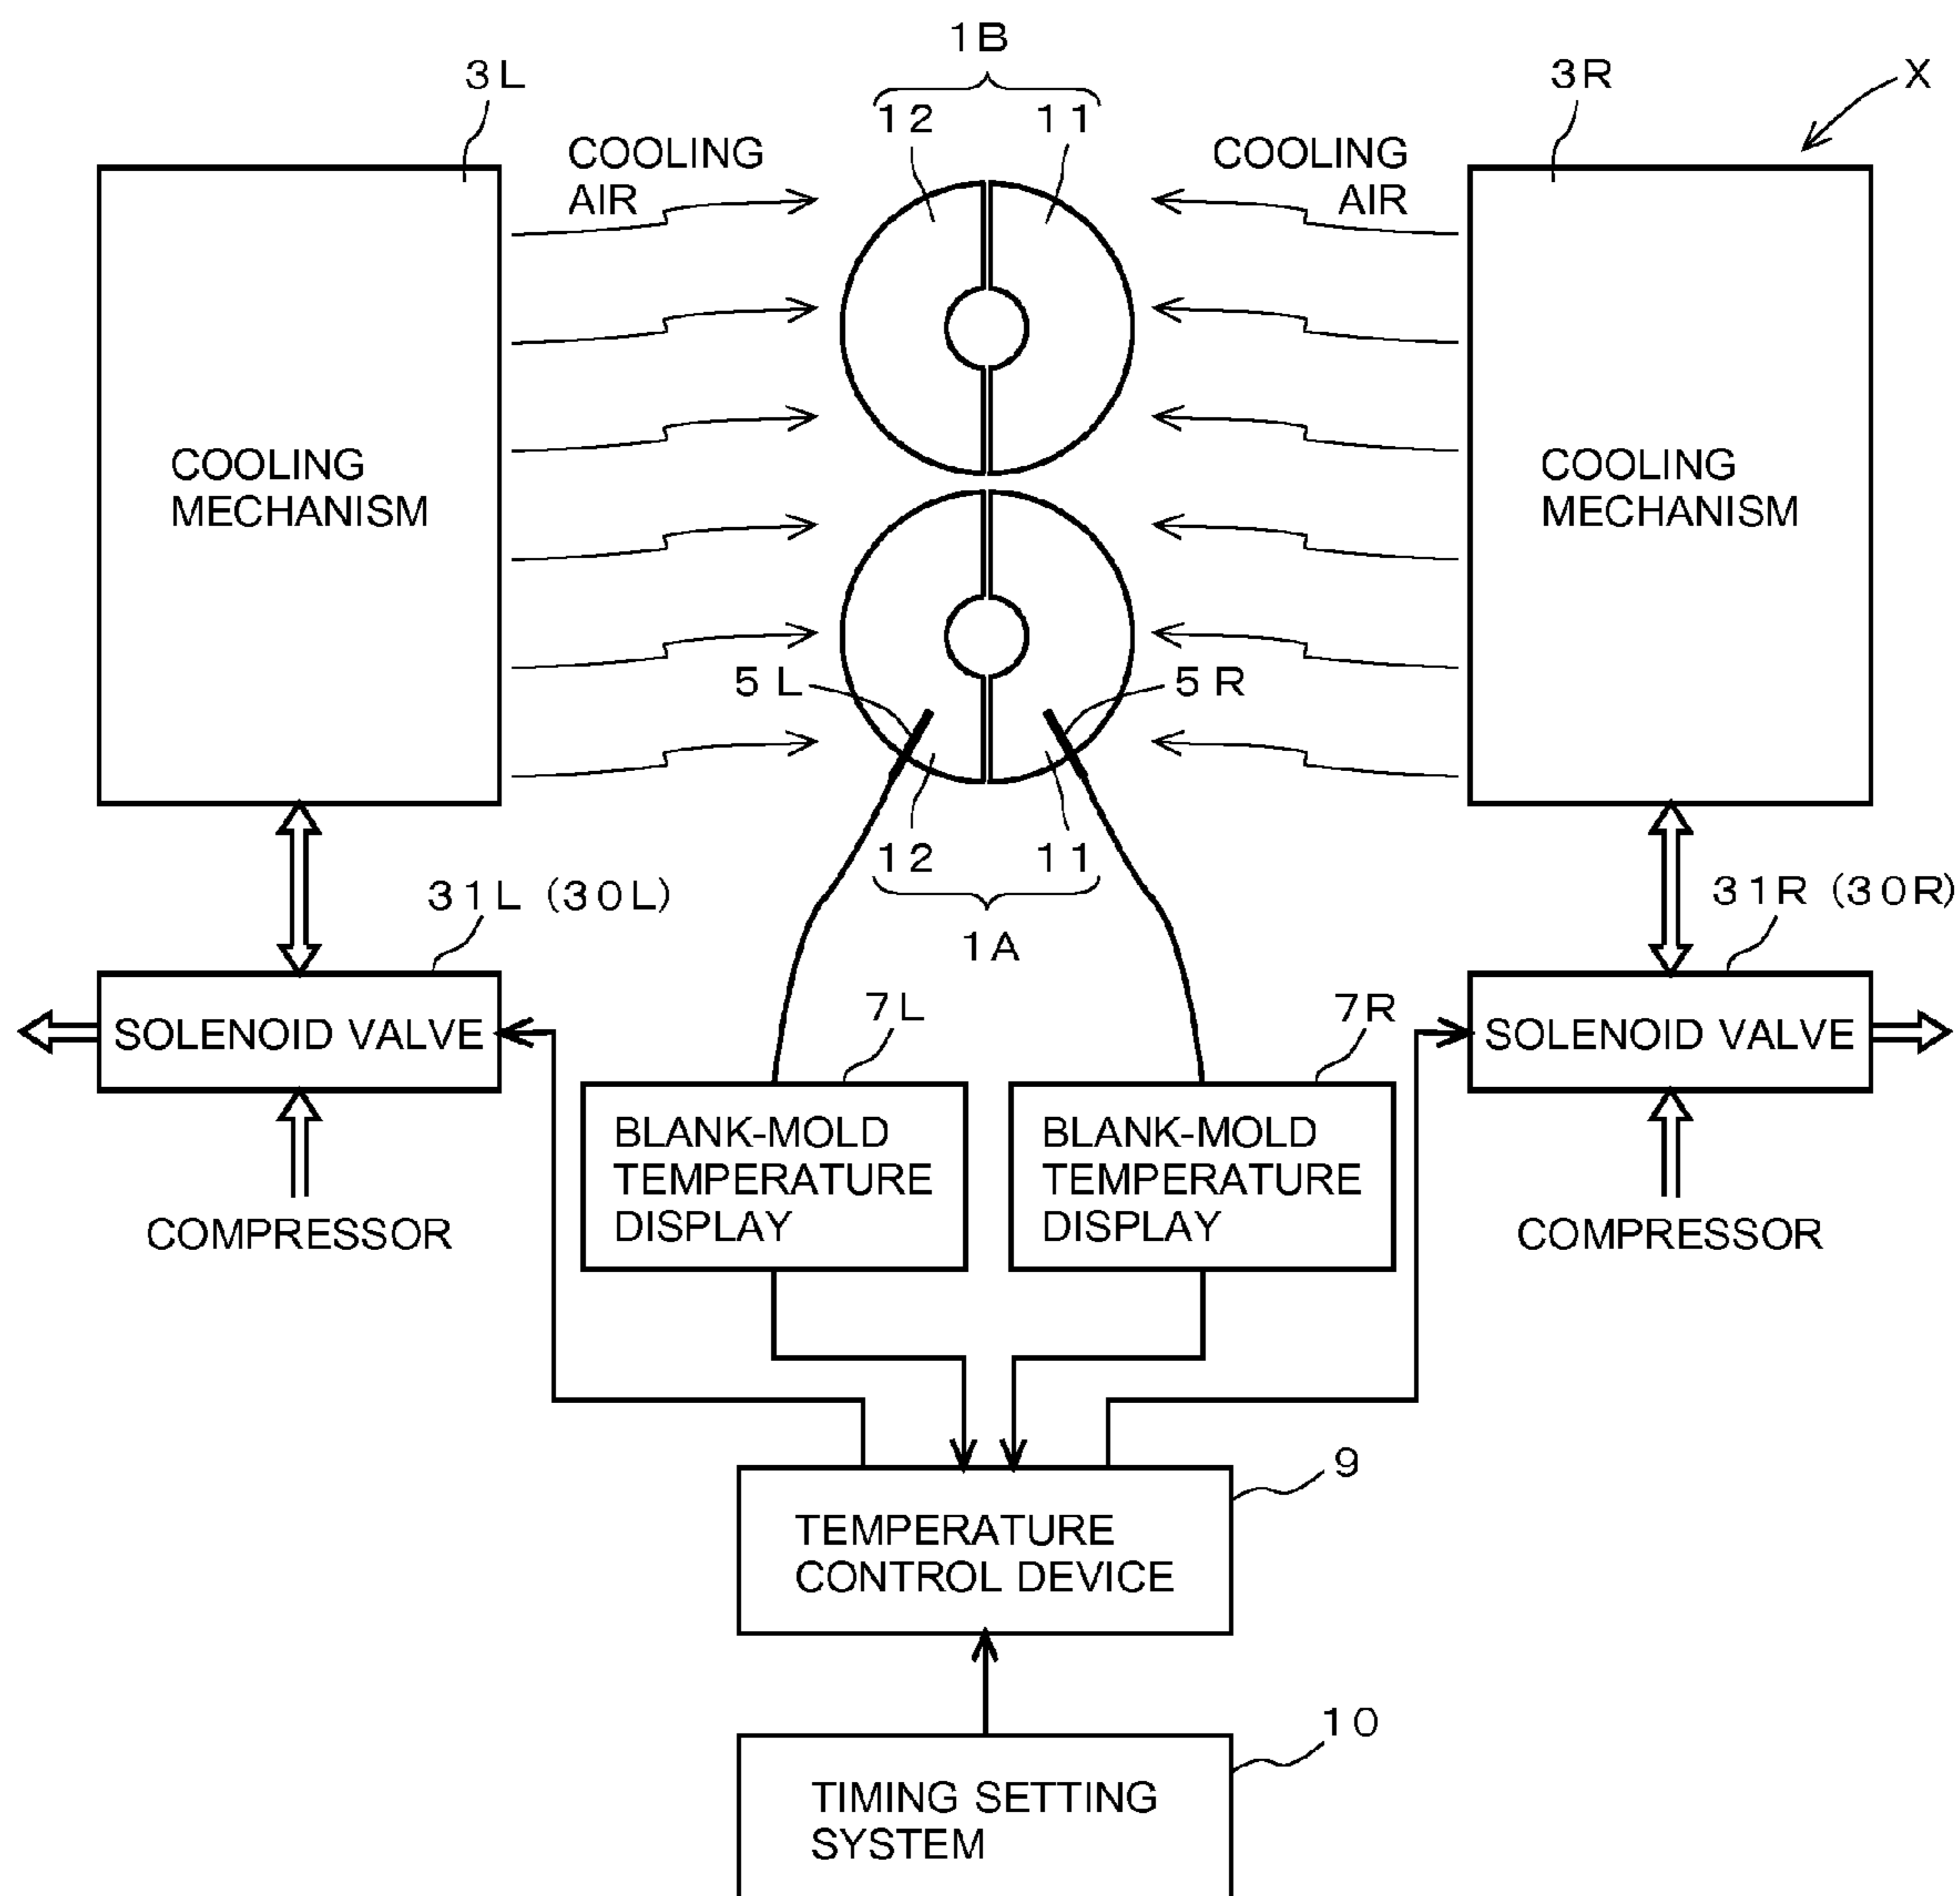 1B
3L
3R
X
12
11
COOLING
AIR
COOLING
AIR
COOLING
MECHANISM
COOLING
MECHANISM
5L
5R
12
11
1A
31L (30L)
31R (30R)
SOLENOID VALVE
7L
7R
SOLENOID VALVE
BLANK-MOLD
TEMPERATURE
DISPLAY
BLANK-MOLD
TEMPERATURE
DISPLAY
COMPRESSOR
COMPRESSOR
9
TEMPERATURE
CONTROL DEVICE
10
TIMING SETTING
SYSTEM